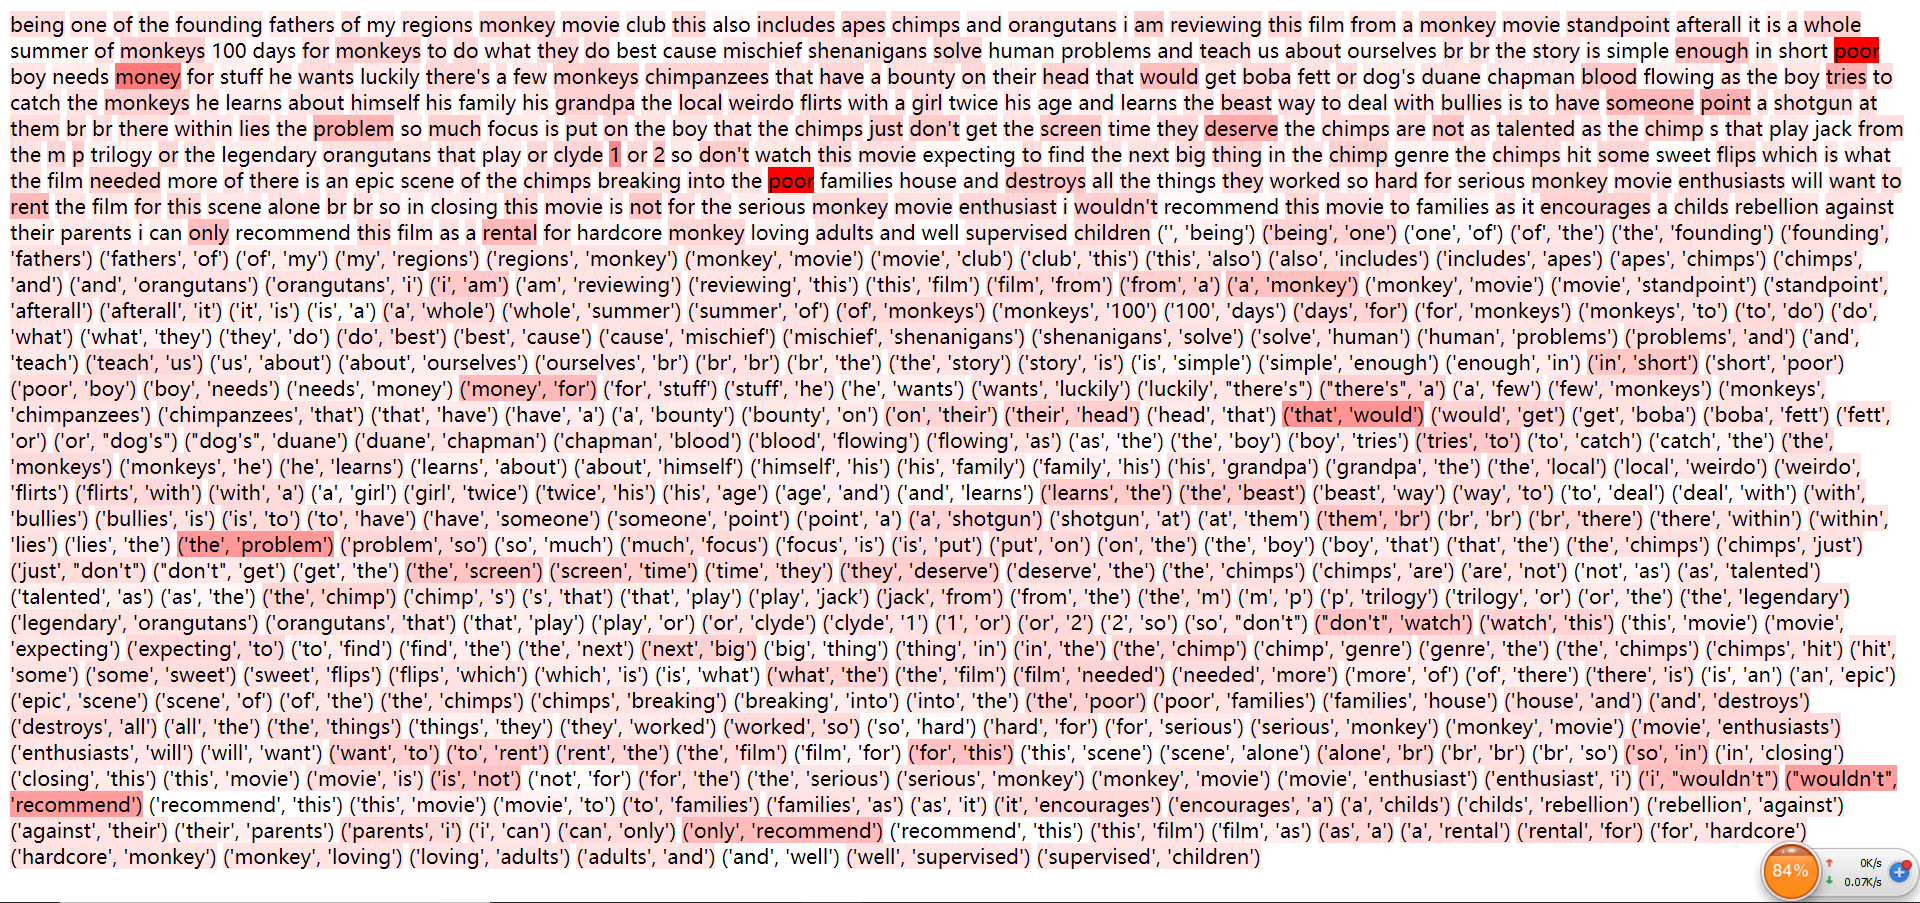 being one of the founding fathers of my regions monkey movie club this also includes apes chimps and orangutans i am reviewing this film from a monkey movie standpoint afterall it is a whole
summer of monkeys 100 days for monkeys to do what they do best cause mischief shenanigans solve human problems and teach us about ourselves br br the story is simple enough in short poor
boy needs money for stuff he wants luckily there's a few monkeys chimpanzees that have a bounty on their head that would get boba fett or dog's duane chapman blood flowing as the boy tries to
catch the monkeys he learns about himself his family his grandpa the local weirdo flirts with a girl twice his age and learns the beast way to deal with bullies is to have someone point a shotgun at
them br br there within lies the problem so much focus is put on the boy that the chimps just don't get the screen time they deserve the chimps are not as talented as the chimp s that play jack from
the m p trilogy or the legendary orangutans that play or clyde 1 or 2 so don't watch this movie expecting to find the next big thing in the chimp genre the chimps hit some sweet flips which is what
the film needed more of there is an epic scene of the chimps breaking into the poor families house and destroys all the things they worked so hard for serious monkey movie enthusiasts will want to
rent the film for this scene alone br br so in closing this movie is not for the serious monkey movie enthusiast i wouldn't recommend this movie to families as it encourages a childs rebellion against
their parents i can only recommend this film as a rental for hardcore monkey loving adults and well supervised children ('', 'being') ('being', 'one') ('one', 'of') ('of', 'the') ('the', 'founding') ('founding',
'fathers') ('fathers', 'of') ('of', 'my') ('my', 'regions') ('regions', 'monkey') ('monkey', 'movie') ('movie', 'club') ('club', 'this') ('this', 'also') ('also', 'includes') ('includes', 'apes') ('apes', 'chimps') ('chimps',
'and') ('and', 'orangutans') ('orangutans', 'i') ('i', 'am') ('am', 'reviewing') ('reviewing', 'this') ('this', 'film') ('film', 'from') ('from', 'a') ('a', 'monkey') ('monkey', 'movie') ('movie', 'standpoint') ('standpoint',
'afterall') ('afterall', 'it') ('it', 'is') ('is', 'a') ('a', 'whole') ('whole', 'summer') ('summer', 'of') ('of', 'monkeys') ('monkeys', '100') ('100', 'days') ('days', 'for') ('for', 'monkeys') ('monkeys', 'to') ('to', 'do') ('do',
'what') ('what', 'they') ('they', 'do') ('do', 'best') ('best', 'cause') ('cause', 'mischief') ('mischief', 'shenanigans') ('shenanigans', 'solve') ('solve', 'human') ('human', 'problems') ('problems', 'and') ('and',
'teach') ('teach', 'us') ('us', 'about') ('about', 'ourselves') ('ourselves', 'br') ('br', 'br') ('br', 'the') ('the', 'story') ('story', 'is') ('is', 'simple') ('simple', 'enough') ('enough', 'in') ('in', 'short') ('short', 'poor')
('poor', 'boy') ('boy', 'needs') ('needs', 'money') ('money', 'for') ('for', 'stuff') ('stuff', 'he') ('he', 'wants') ('wants', 'luckily') ('luckily', "there's") ("there's", 'a') ('a', 'few') ('few', 'monkeys') ('monkeys',
'chimpanzees') ('chimpanzees', 'that') ('that', 'have') ('have', 'a') ('a', 'bounty') ('bounty', 'on') ('on', 'their') ('their', 'head') ('head', 'that') ('that', 'would') ('would', 'get') ('get', 'boba') ('boba', 'fett') ('fett',
'or') ('or', "dog's") ("dog's", 'duane') ('duane', 'chapman') ('chapman', 'blood') ('blood', 'flowing') ('flowing', 'as') ('as', 'the') ('the', 'boy') ('boy', 'tries') ('tries', 'to') ('to', 'catch') ('catch', 'the') ('the',
'monkeys') ('monkeys', 'he') ('he', 'learns') ('learns', 'about') ('about', 'himself') ('himself', 'his') ('his', 'family') ('family', 'his') ('his', 'grandpa') ('grandpa', 'the') ('the', 'local') ('local', 'weirdo') ('weirdo',
'flirts') ('flirts', 'with') ('with', 'a') ('a', 'girl') ('girl', 'twice') ('twice', 'his') ('his', 'age') ('age', 'and') ('and', 'learns') ('learns', 'the') ('the', 'beast') ('beast', 'way') ('way', 'to') ('to', 'deal') ('deal', 'with') ('with',
'bullies') ('bullies', 'is') ('is', 'to') ('to', 'have') ('have', 'someone') ('someone', 'point') ('point', 'a') ('a', 'shotgun') ('shotgun', 'at') ('at', 'them') ('them', 'br') ('br', 'br') ('br', 'there') ('there', 'within') ('within',
'lies') ('lies', 'the') ('the', 'problem') ('problem', 'so') ('so', 'much') ('much', 'focus') ('focus', 'is') ('is', 'put') ('put', 'on') ('on', 'the') ('the', 'boy') ('boy', 'that') ('that', 'the') ('the', 'chimps') ('chimps', 'just')
('just', "don't") ("don't", 'get') ('get', 'the') ('the', 'screen') ('screen', 'time') ('time', 'they') ('they', 'deserve') ('deserve', 'the') ('the', 'chimps') ('chimps', 'are') ('are', 'not') ('not', 'as') ('as', 'talented')
('talented', 'as') ('as', 'the') ('the', 'chimp') ('chimp', 's') ('s', 'that') ('that', 'play') ('play', 'jack') ('jack', 'from') ('from', 'the') ('the', 'm') ('m', 'p') ('p', 'trilogy') ('trilogy', 'or') ('or', 'the') ('the', 'legendary')
('legendary', 'orangutans') ('orangutans', 'that') ('that', 'play') ('play', 'or') ('or', 'clyde') ('clyde', '1') ('1', 'or') ('or', '2') ('2', 'so') ('so', "don't") ("don't", 'watch') ('watch', 'this') ('this', 'movie') ('movie',
'expecting') ('expecting', 'to') ('to', 'find') ('find', 'the') ('the', 'next') ('next', 'big') ('big', 'thing') ('thing', 'in') ('in', 'the') ('the', 'chimp') ('chimp', 'genre') ('genre', 'the') ('the', 'chimps') ('chimps', 'hit') ('hit',
'some') ('some', 'sweet') ('sweet', 'flips') ('flips', 'which') ('which', 'is') ('is', 'what') ('what', 'the') ('the', 'film') ('film', 'needed') ('needed', 'more') ('more', 'of') ('of', 'there') ('there', 'is') ('is', 'an') ('an', 'epic')
('epic', 'scene') ('scene', 'of') ('of', 'the') ('the', 'chimps') ('chimps', 'breaking') ('breaking', 'into') ('into', 'the') ('the', 'poor') ('poor', 'families') ('families', 'house') ('house', 'and') ('and', 'destroys')
('destroys', 'all') ('all', 'the') ('the', 'things') ('things', 'they') ('they', 'worked') ('worked', 'so') ('so', 'hard') ('hard', 'for') ('for', 'serious') ('serious', 'monkey') ('monkey', 'movie') ('movie', 'enthusiasts')
('enthusiasts', 'will') ('will', 'want') ('want', 'to') ('to', 'rent') ('rent', 'the') ('the', 'film') ('film', 'for') ('for', 'this') ('this', 'scene') ('scene', 'alone') ('alone', 'br') ('br', 'br') ('br', 'so') ('so', 'in') ('in', 'closing')
('closing', 'this') ('this', 'movie') ('movie', 'is') ('is', 'not') ('not', 'for') ('for', 'the') ('the', 'serious') ('serious', 'monkey') ('monkey', 'movie') ('movie', 'enthusiast') ('enthusiast', 'i') ('i', "wouldn't") ("wouldn't",
'recommend') ('recommend', 'this') ('this', 'movie') ('movie', 'to') ('to', 'families') ('families', 'as') ('as', 'it') ('it', 'encourages') ('encourages', 'a') ('a', 'childs') ('childs', 'rebellion') ('rebellion', 'against')
('against', 'their') ('their', 'parents') ('parents', 'i') ('i', 'can') ('can', 'only') ('only', 'recommend') ('recommend', 'this') ('this', 'film') ('film', 'as') ('as', 'a') ('a', 'rental') ('rental', 'for') ('for', 'hardcore')
('hardcore', 'monkey') ('monkey', 'loving') ('loving', 'adults') ('adults', 'and') ('and', 'well') ('well', 'supervised') ('supervised', 'children')
84%
0K/s
0.07K/s